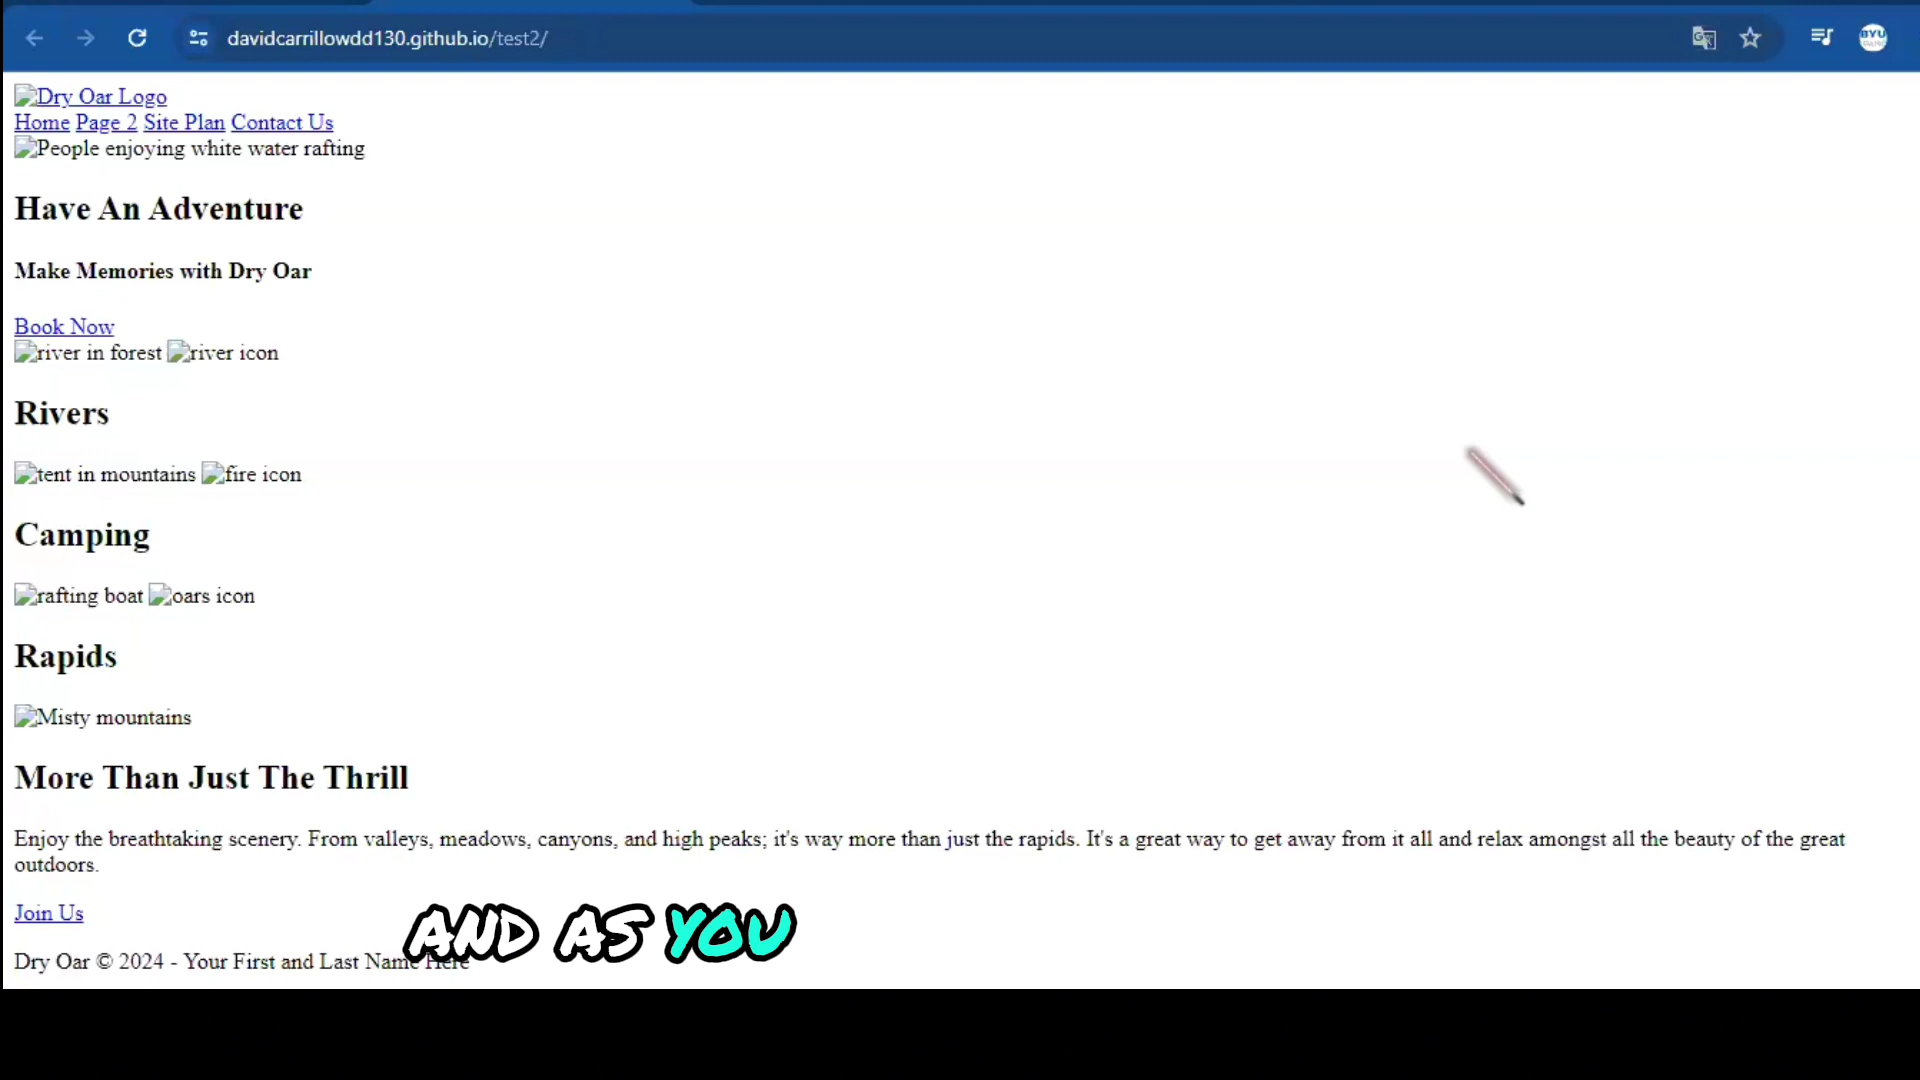 davidcarrillowdd130.github.io/test2/
BYU
Dry Oar Logo
Home Page 2 Site Plan Contact Us
People enjoying white water rafting
Have An Adventure
Make Memories with Dry Oar
Book Now
river in forest river icon
Rivers
tent in mountains fire icon
Camping
rafting boat oars icon
Rapids
Misty mountains
More Than Just The Thrill
Enjoy the breathtaking scenery. From valleys, meadows, canyons, and high peaks; it's way more than just the rapids. It's a great way to get away from it all and relax amongst all the beauty of the great
outdoors.
Join Us
AND AS YOU
Dry Oar © 2024 - Your First and Last Name Here